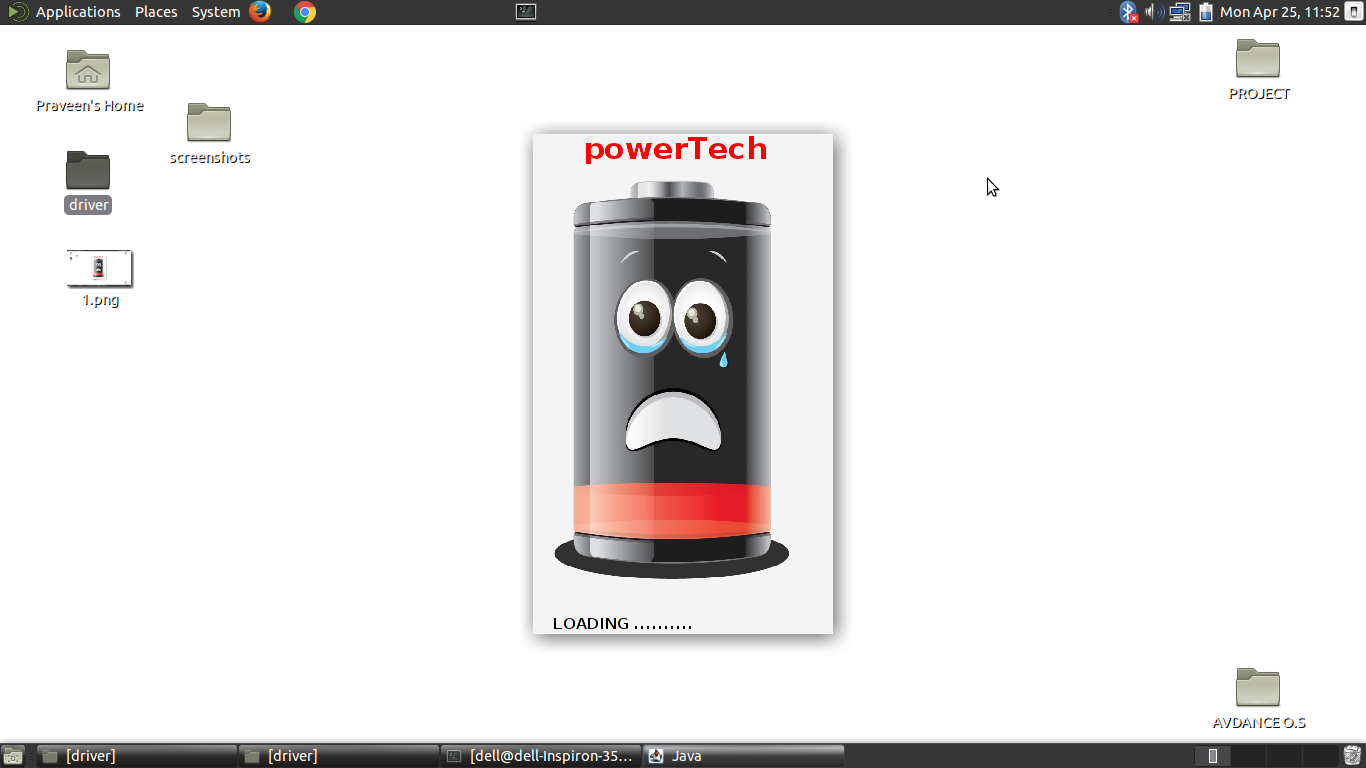 Applications Places System
Mon Apr 25, 11:52
Praveen's Home
PROJECT
screenshots
driver
1.png
powerTech
LOADING ..........
AVDANCE O.S
[driver]
[driver]
[dell@dell-Inspiron-35...
Java